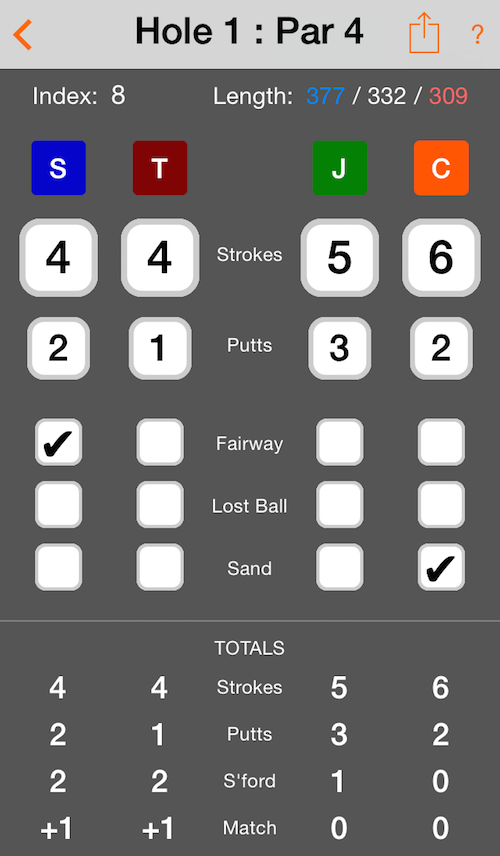 Hole 1 : Par 4
?
Index: 8 Length: 377 / 332 / 309
S T J C
4 4 Strokes 5 6
2 1 Putts 3 2
✔ Fairway
Lost Ball
Sand ✔
TOTALS
4 4 Strokes 5 6
2 1 Putts 3 2
2 2 S'ford 1 0
+1 +1 Match 0 0